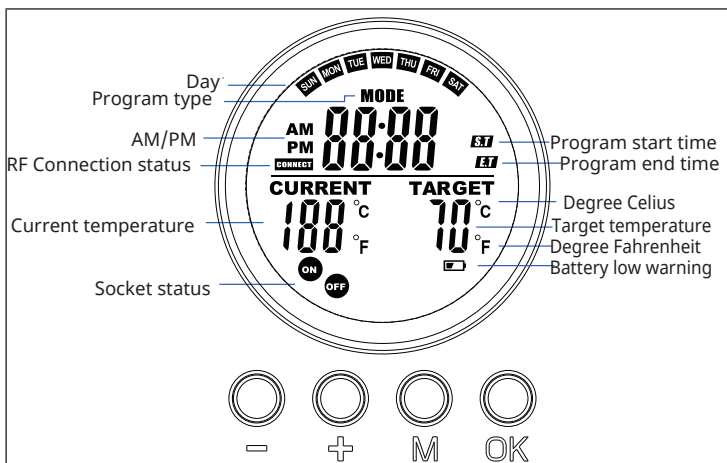 SUN MON TUE WED THU FRI SAT
Day
Program type
MODE
AM/PM
AM
PM
88:88
S.T
Program start time
RF Connection status
CONNECT
E.T
Program end time
CURRENT
TARGET
Degree Celius
Current temperature
188 °C
°F
70 °C
°F
Target temperature
Degree Fahrenheit
Battery low warning
Socket status
ON
OFF
− + M OK